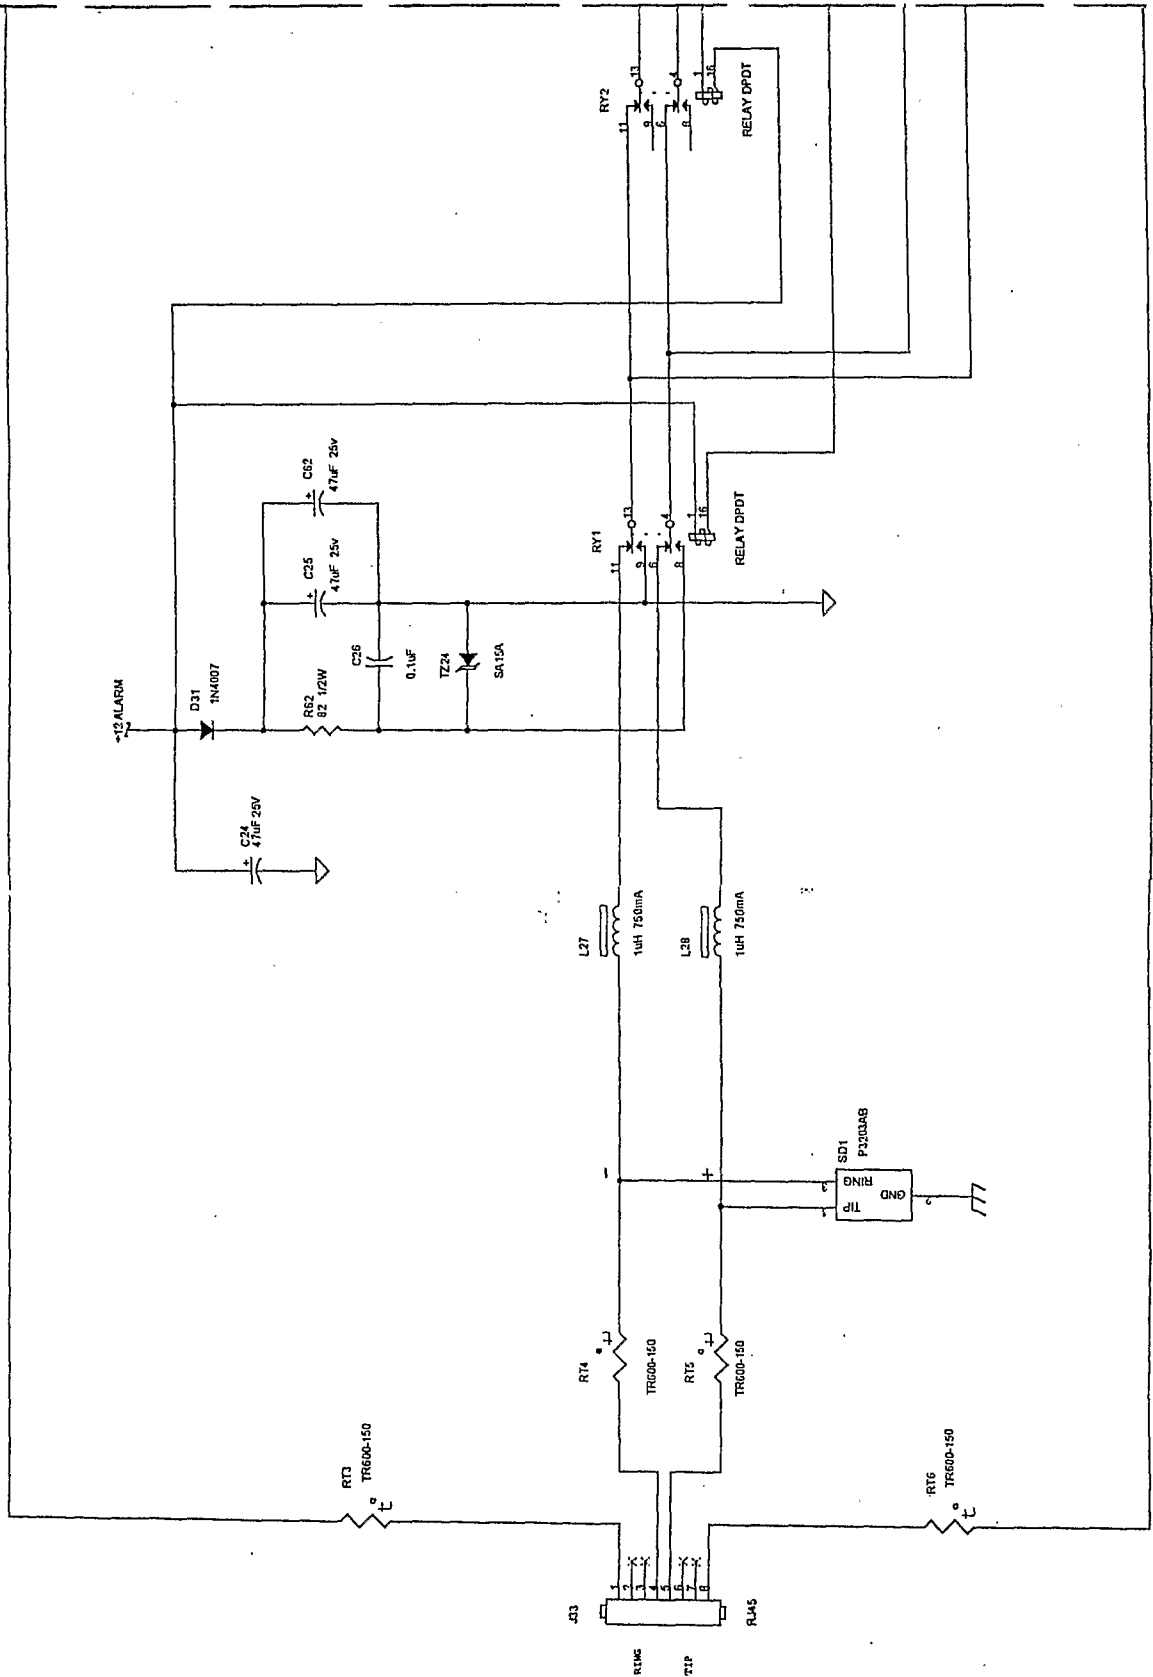 +12 ALARM
C24
47uF 25V
D31
1N4007
R62
82 1/2W
C25
47uF 25v
C62
47uF 25v
C26
0.1uF
TZ24
SA15A
RY1
11
13
9
6
4
8
1
16
RELAY DPDT
RY2
11
13
9
6
4
8
1
16
RELAY DPDT
L27
1uH 750mA
L28
1uH 750mA
-
+
SD1
P3203AB
TIP
RING
GND
RT4
t
TR600-150
RT5
t
TR600-150
RT3
TR600-150
t
RT6
TR600-150
t
J33
1
2
3
4
5
6
7
8
RJ45
RING
TIP